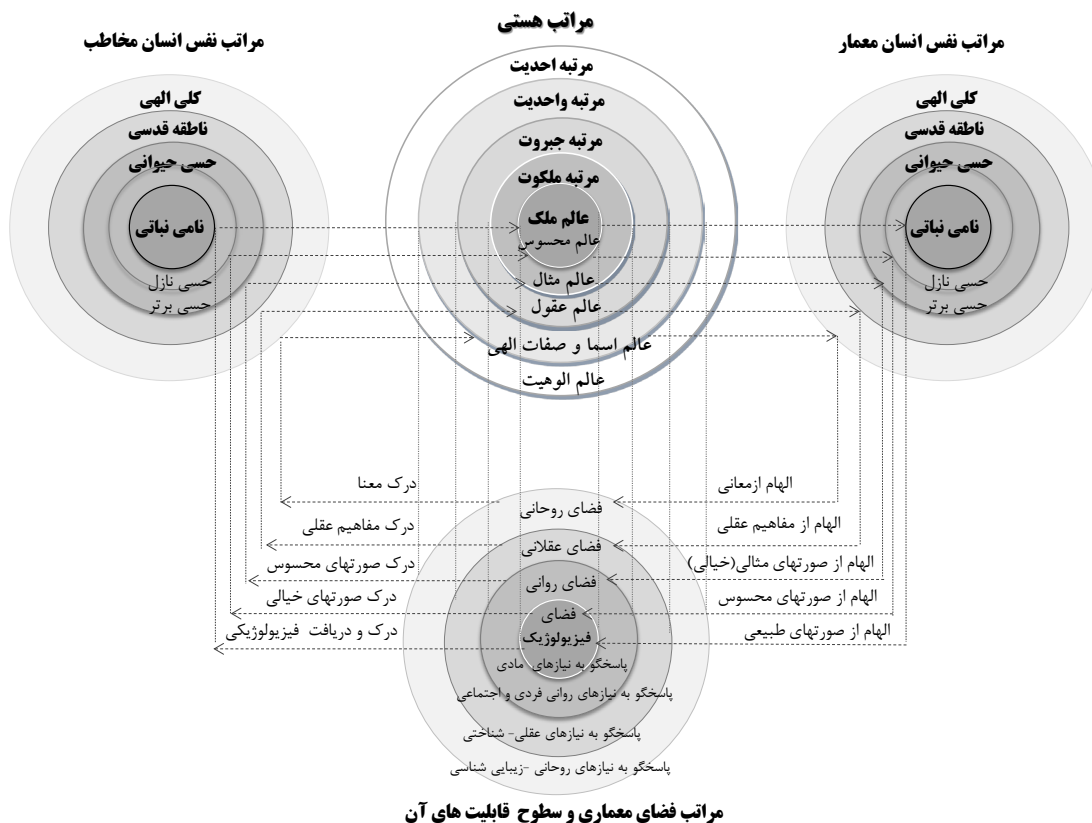 مراتب هستی
مراتب نفس انسان معمار
مراتب نفس انسان مخاطب
کلی الهی
ناطقه قدسی
حسی حیوانی
نامی نباتی
حسی نازل
حسی برتر
مرتبه احدیت
مرتبه واحدیت
مرتبه جبروت
مرتبه ملکوت
عالم ملک
عالم محسوس
عالم مثال
عالم عقول
عالم اسما و صفات الهی
عالم الوهیت
کلی الهی
ناطقه قدسی
حسی حیوانی
نامی نباتی
حسی نازل
حسی برتر
الهام ازمعانی
الهام از مفاهیم عقلی
الهام از صورتهای مثالی(خیالی)
الهام از صورتهای محسوس
الهام از صورتهای طبیعی
فضای روحانی
فضای عقلانی
فضای روانی
فضای
فیزیولوژیک
پاسخگو به نیازهای مادی
پاسخگو به نیازهای روانی فردی و اجتماعی
پاسخگو به نیازهای عقلی- شناختی
پاسخگو به نیازهای روحانی -زیبایی شناسی
درک معنا
درک مفاهیم عقلی
درک صورتهای محسوس
درک صورتهای خیالی
درک و دریافت فیزیولوژیکی
مراتب فضای معماری و سطوح قابلیت های آن